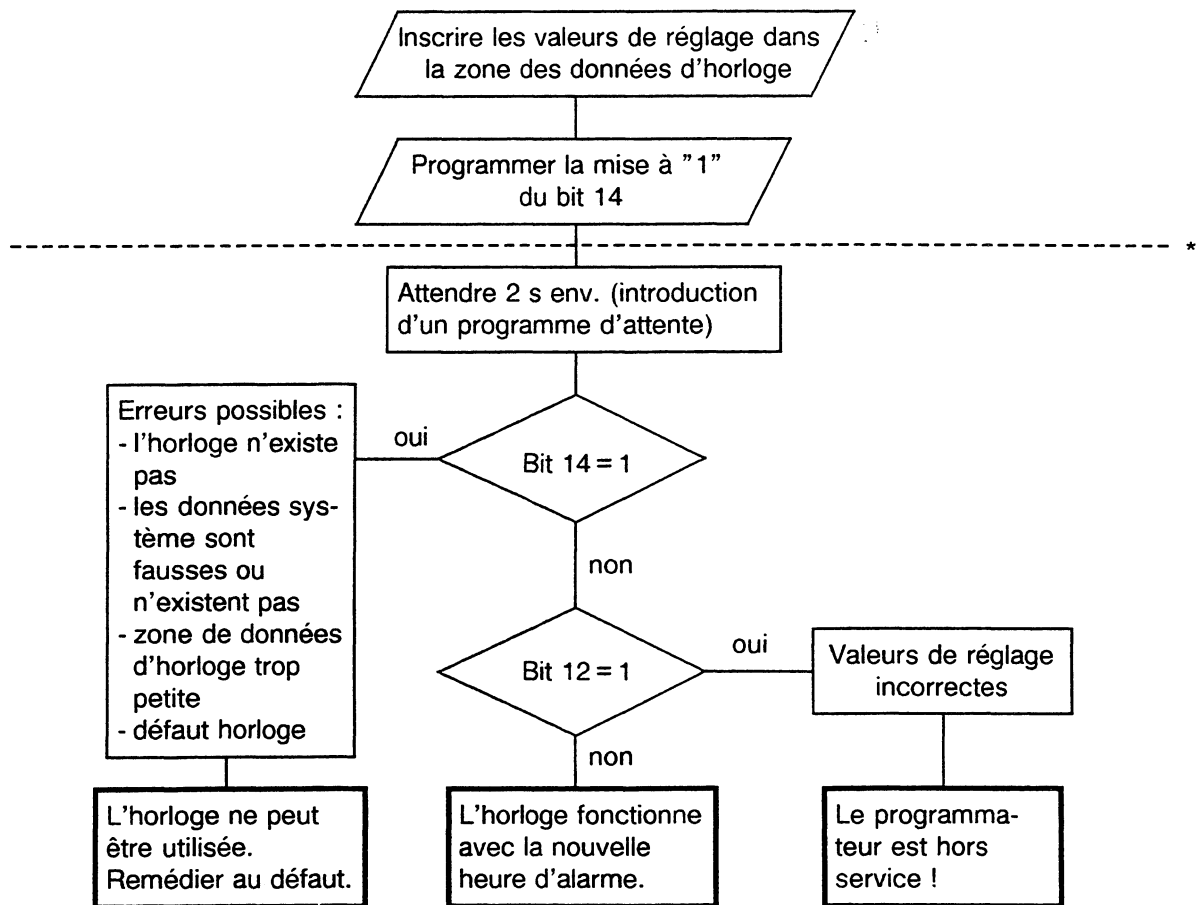 Inscrire les valeurs de réglage dans
la zone des données d'horloge
Programmer la mise à "1"
du bit 14
*
Attendre 2 s env. (introduction
d'un programme d'attente)
Erreurs possibles :
- l'horloge n'existe
pas
- les données sys-
tème sont
fausses ou
n'existent pas
- zone de données
d'horloge trop
petite
- défaut horloge
oui
Bit 14 = 1
non
Bit 12 = 1
oui
Valeurs de réglage
incorrectes
non
L'horloge ne peut
être utilisée.
Remédier au défaut.
L'horloge fonctionne
avec la nouvelle
heure d'alarme.
Le programma-
teur est hors
service !